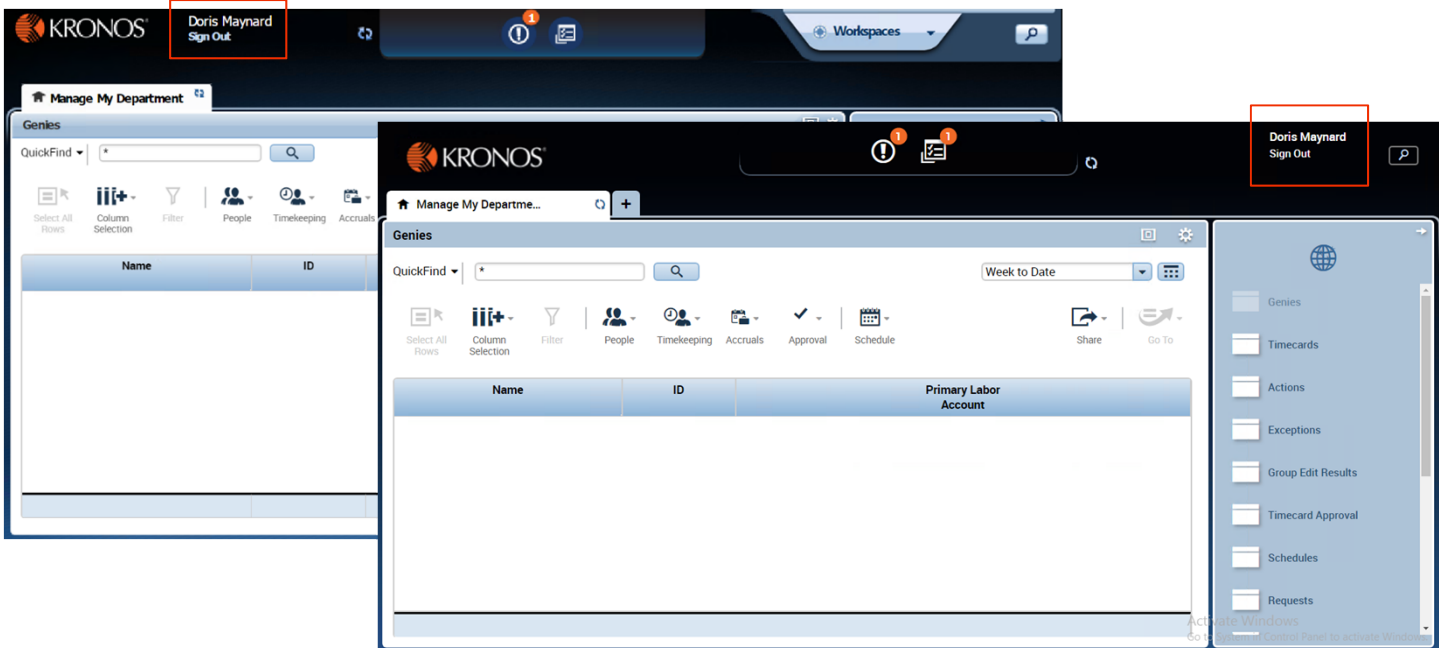 KRONOS
Doris Maynard
Sign Out
1
Workspaces
Manage My Department
Genies
QuickFind
*
Select All
Rows
Column
Selection
Filter
People
Timekeeping
Accruals
Name
ID
KRONOS
1
1
Doris Maynard
Sign Out
Manage My Departme...
+
Genies
QuickFind
*
Week to Date
Select All
Rows
Column
Selection
Filter
People
Timekeeping
Accruals
Approval
Schedule
Share
Go To
Name
ID
Primary Labor
Account
Genies
Timecards
Actions
Exceptions
Group Edit Results
Timecard Approval
Schedules
Requests
Activate Windows
Go to System in Control Panel to activate Windows.